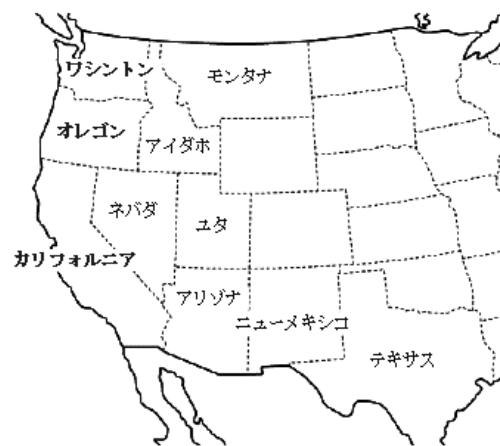 ワシントン
モンタナ
オレゴン
アイダホ
ネバダ
ユタ
カリフォルニア
アリゾナ
ニューメキシコ
テキサス